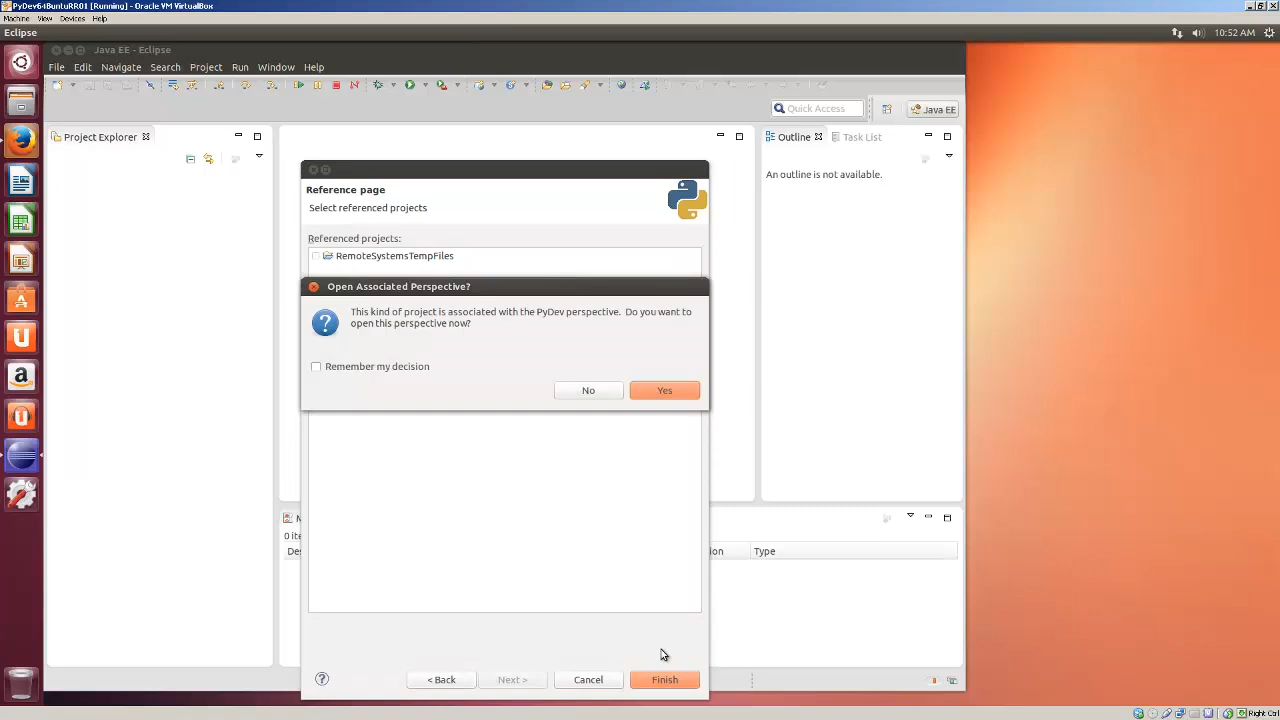 PyDev64BuntuRR01 [Running] - Oracle VM VirtualBox
Machine View Devices Help
Eclipse
10:52 AM
Java EE - Eclipse
File Edit Navigate Search Project Run Window Help
Quick Access
Java EE
Project Explorer
Outline
Task List
An outline is not available.
Reference page
Select referenced projects
Referenced projects:
RemoteSystemsTempFiles
Open Associated Perspective?
This kind of project is associated with the PyDev perspective. Do you want to
open this perspective now?
Remember my decision
No
Yes
0 ite
Des
ion
Type
< Back
Next >
Cancel
Finish
Right Ctrl